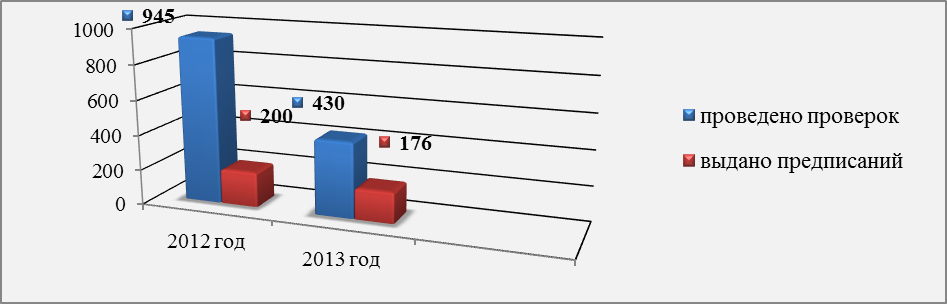 945
1000
800
600
400
200
0
430
200
176
2012 год
2013 год
проведено проверок
выдано предписаний